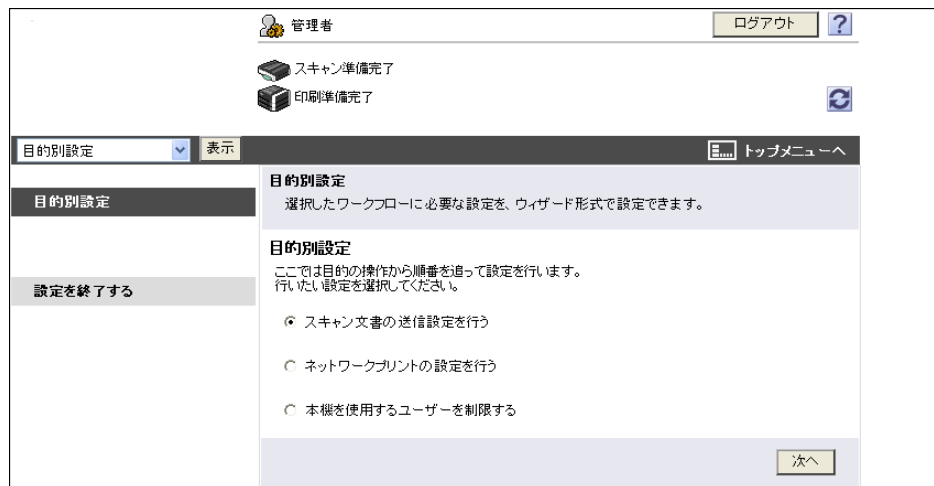 管理者
ログアウト
?
スキャン準備完了
印刷準備完了
目的別設定
表示
トップメニューへ
目的別設定
設定を終了する
目的別設定
選択したワークフローに必要な設定を、ウィザード形式で設定できます。
目的別設定
ここでは目的の操作から順番を追って設定を行います。
行いたい設定を選択してください。
スキャン文書の送信設定を行う
ネットワークプリントの設定を行う
本機を使用するユーザーを制限する
次へ